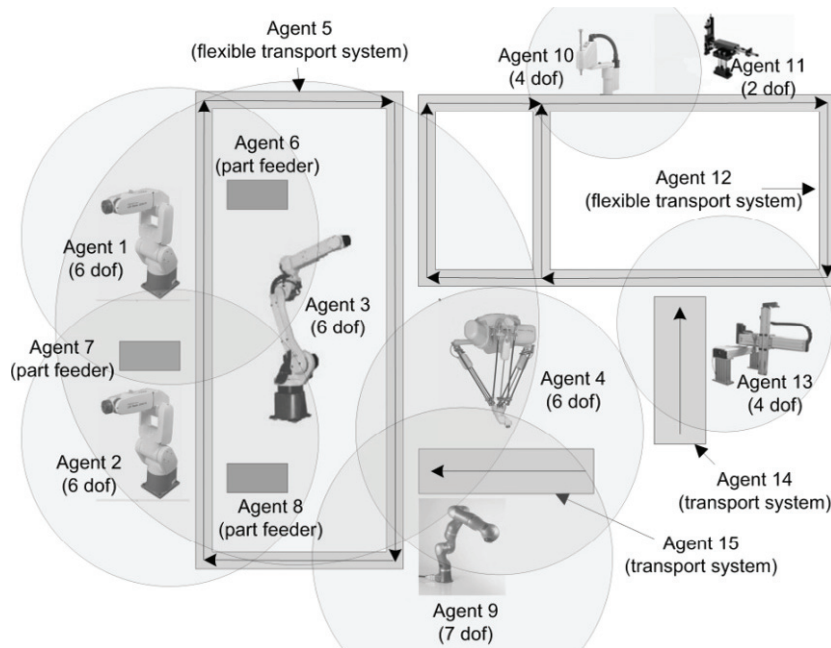 Agent 5
(flexible transport system)
Agent 10
(4 dof)
Agent 11
(2 dof)
Agent 6
(part feeder)
Agent 12
(flexible transport system)
Agent 1
(6 dof)
Agent 3
(6 dof)
Agent 7
(part feeder)
Agent 4
(6 dof)
Agent 13
(4 dof)
Agent 2
(6 dof)
Agent 8
(part feeder)
Agent 14
(transport system)
Agent 15
(transport system)
Agent 9
(7 dof)